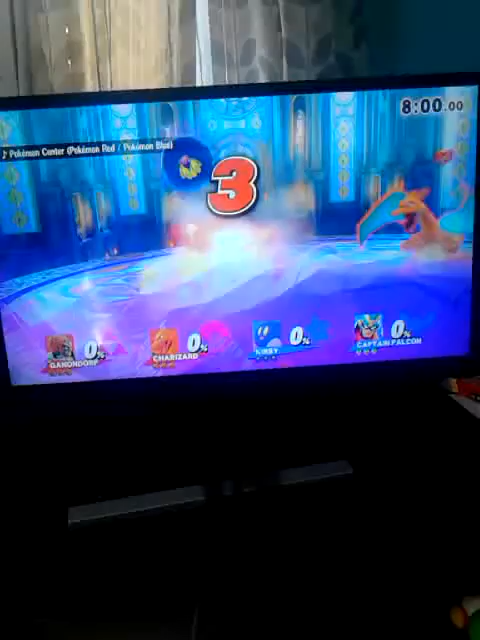 8:00.00
♪ Pokémon Center (Pokémon Red / Pokémon Blue)
3
0%
GANONDORF
0%
CHARIZARD
0%
KIRBY
0%
CAPTAIN FALCON